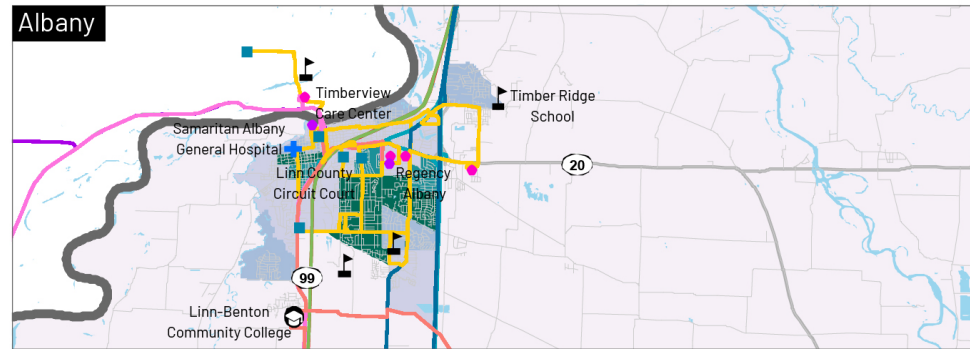 Albany
Timberview
Care Center
Timber Ridge
School
Samaritan Albany
General Hospital
Linn County
Circuit Court
Regency
Albany
20
99
Linn-Benton
Community College